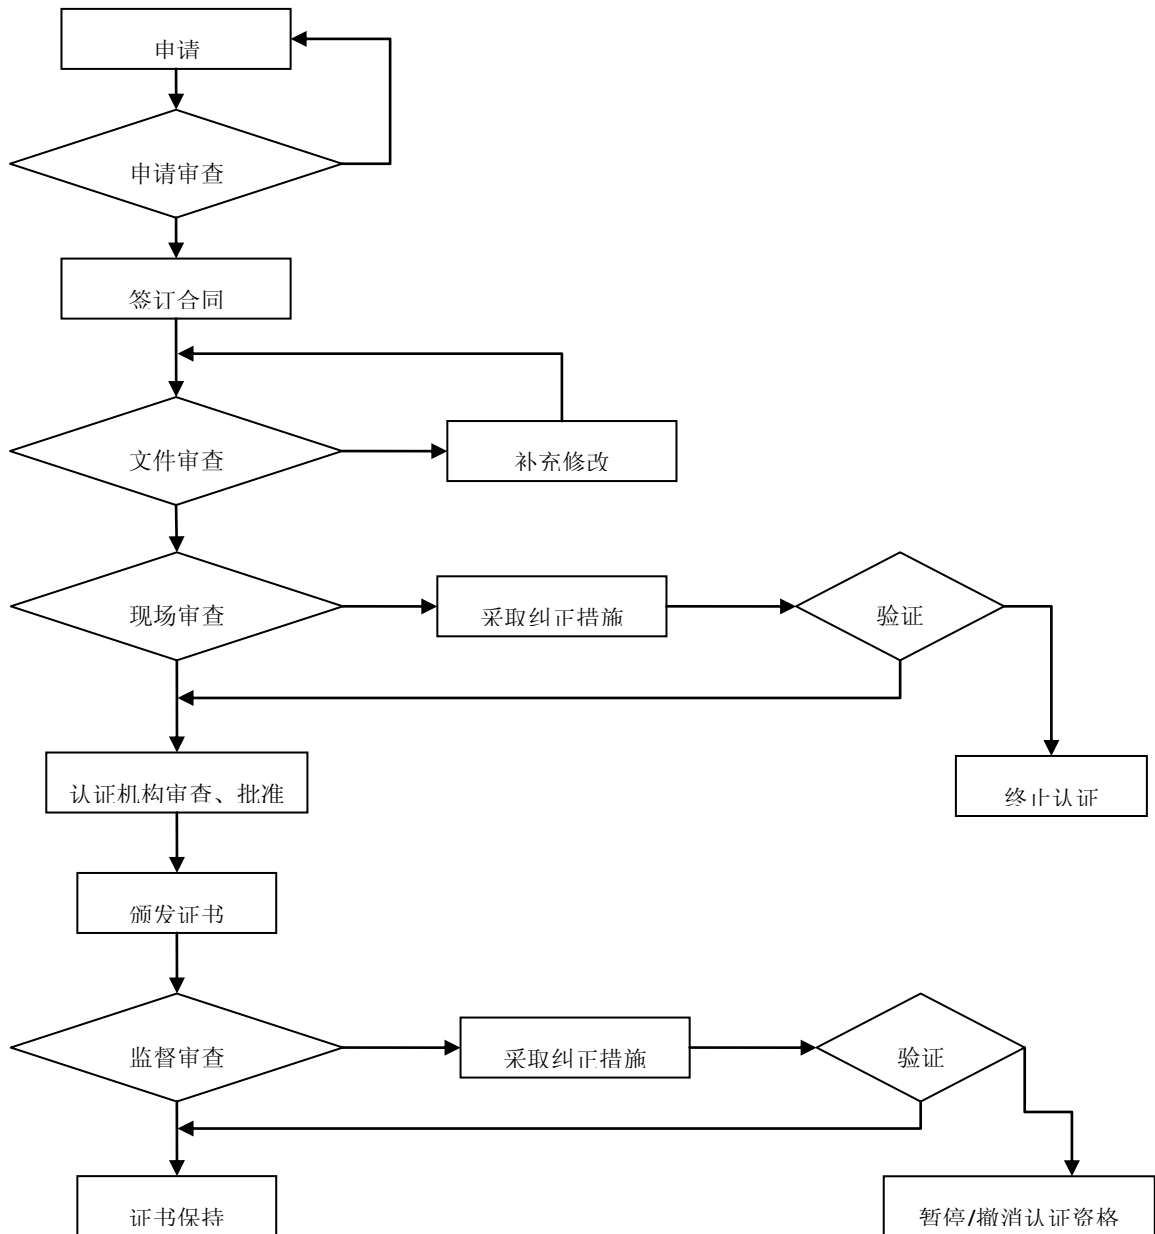 申请
申请审查
签订合同
文件审查
补充修改
现场审查
采取纠正措施
验证
认证机构审查、批准
终止认证
颁发证书
监督审查
采取纠正措施
验证
证书保持
暂停/撤消认证资格